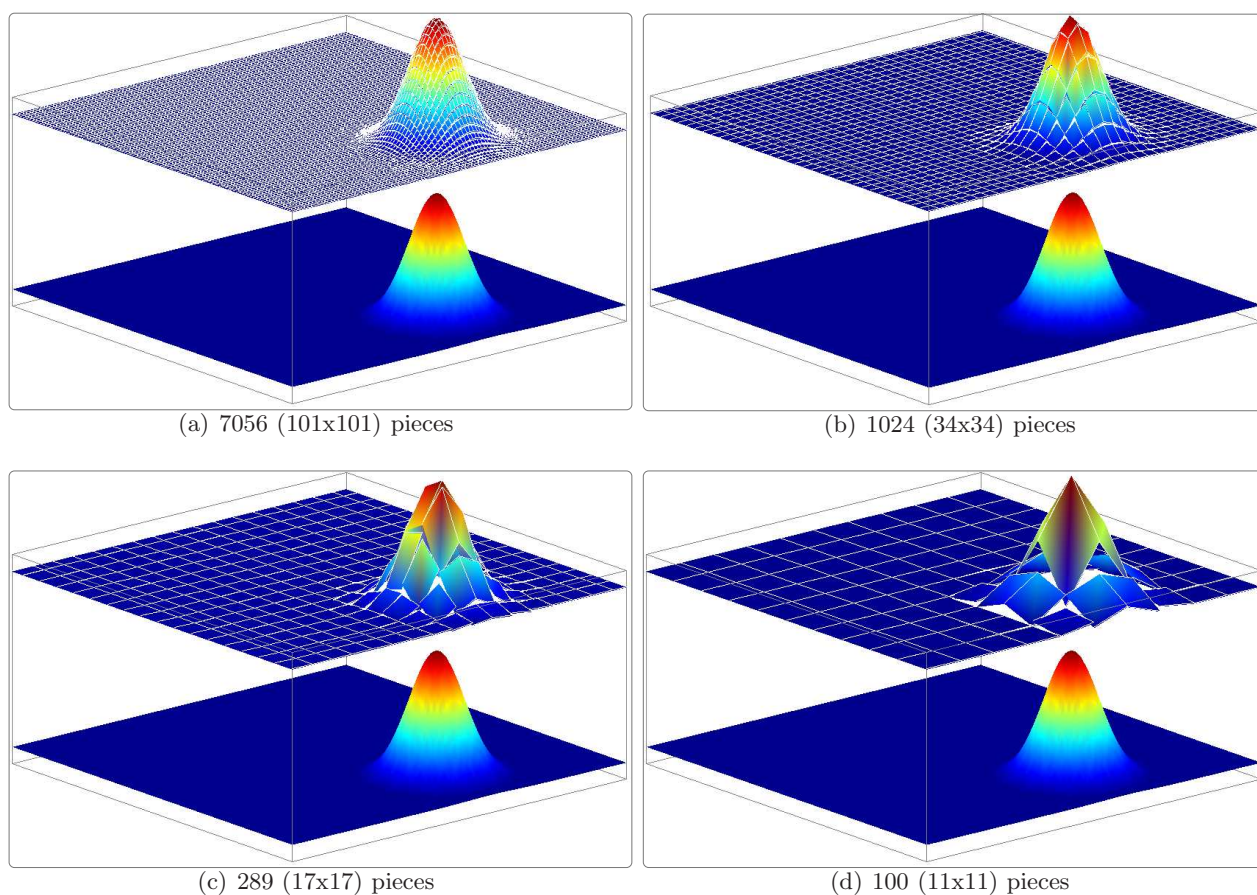 (a) 7056 (101x101) pieces
(b) 1024 (34x34) pieces
(c) 289 (17x17) pieces
(d) 100 (11x11) pieces